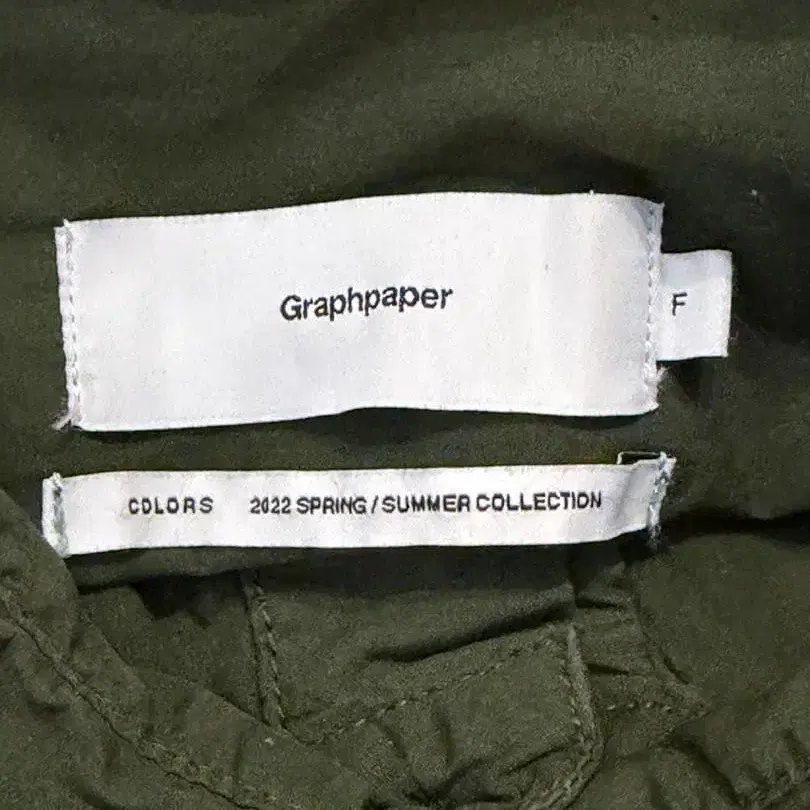 Graphpaper
F
COLORS 2022 SPRING / SUMMER COLLECTION